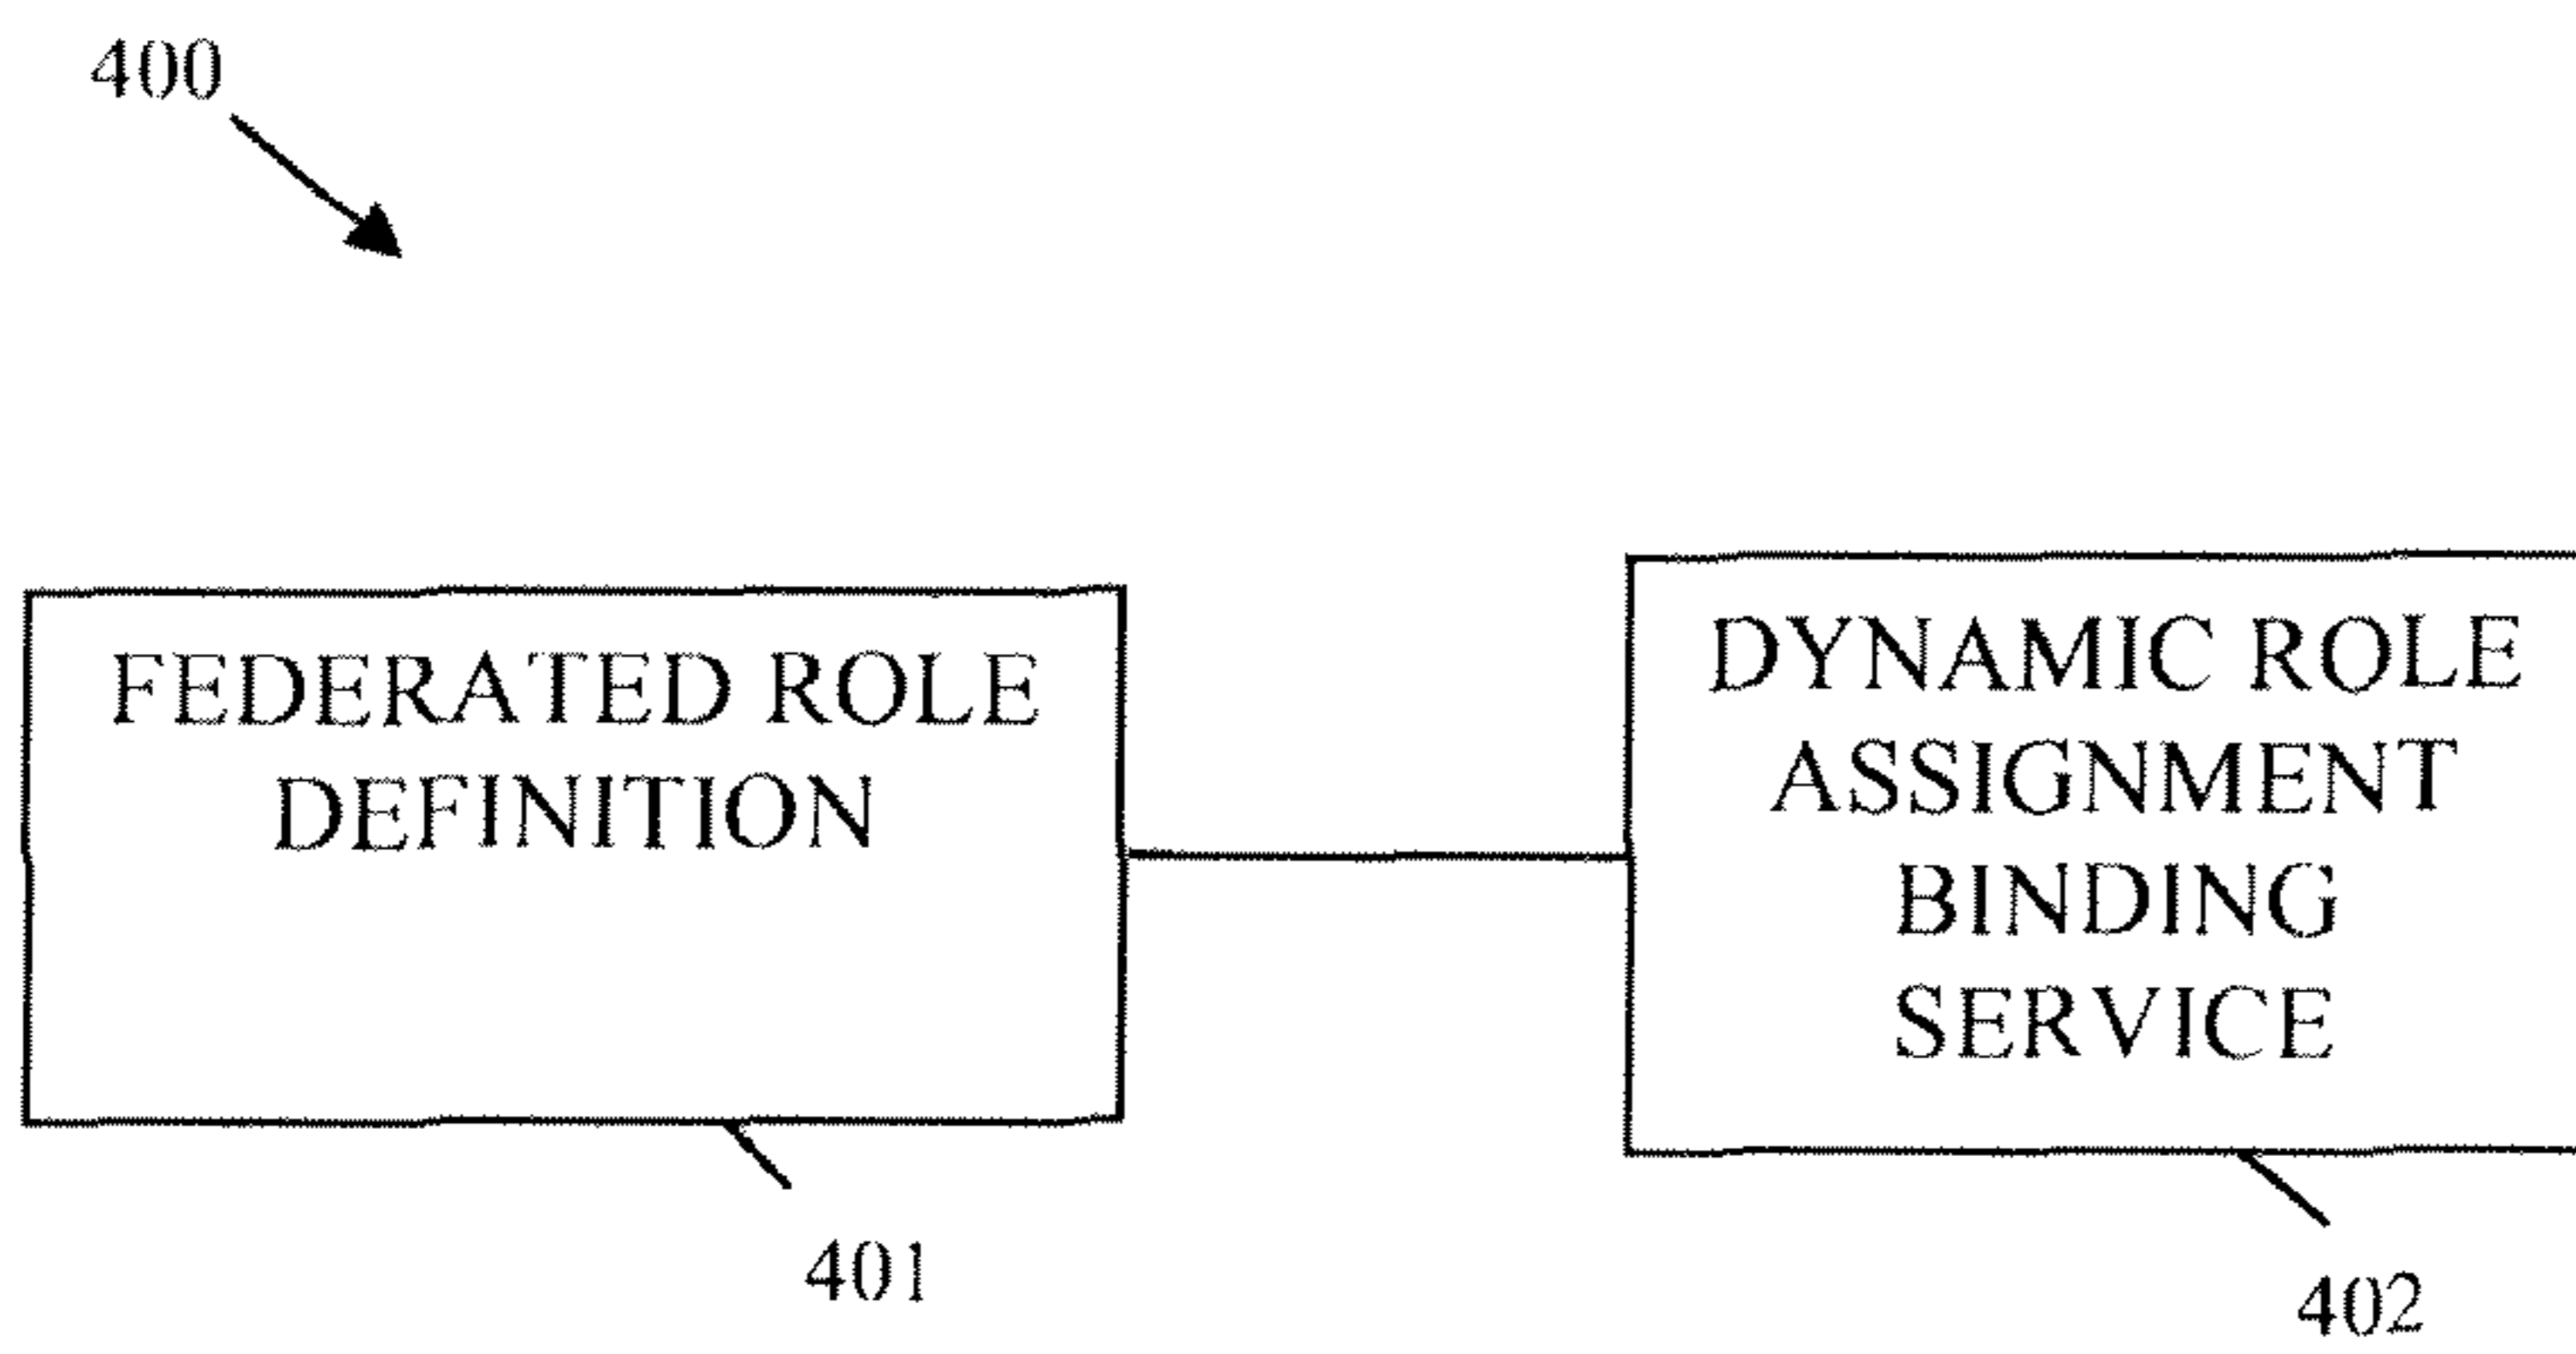 400
FEDERATED ROLE
DEFINITION
DYNAMIC ROLE
ASSIGNMENT
BINDING
SERVICE
401
402